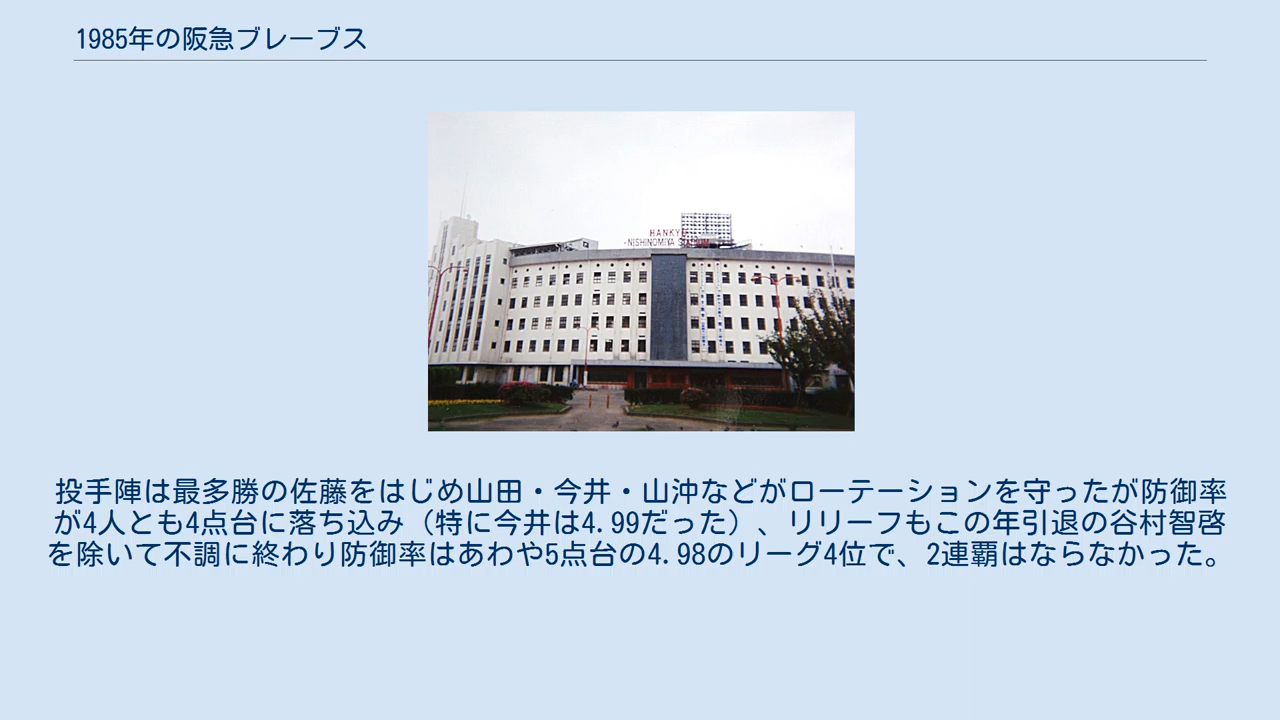 1985年の阪急ブレーブス
HANKYU
NISHINOMIYA STADIUM
投手陣は最多勝の佐藤をはじめ山田・今井・山沖などがローテーションを守ったが防御率
が4人とも4点台に落ち込み（特に今井は4.99だった）、リリーフもこの年引退の谷村智啓
を除いて不調に終わり防御率はあわや5点台の4.98のリーグ4位で、2連覇はならなかった。